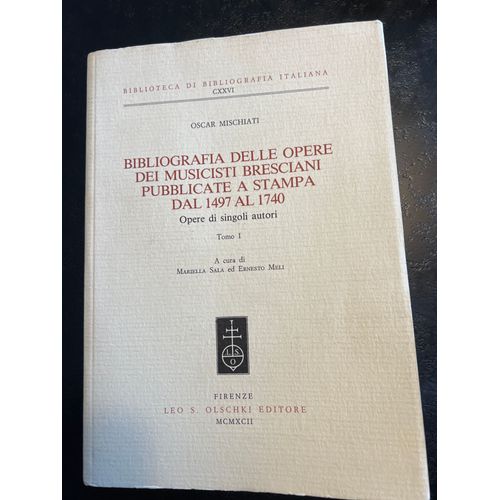 BIBLIOTECA DI BIBLIOGRAFIA ITALIANA
CXXVI
OSCAR MISCHIATI
BIBLIOGRAFIA DELLE OPERE
DEI MUSICISTI BRESCIANI
PUBBLICATE A STAMPA
DAL 1497 AL 1740
Opere di singoli autori
Tomo I
A cura di
MARIELLA SALA ed ERNESTO MELI
L S
O
FIRENZE
LEO S. OLSCHKI EDITORE
MCMXCII